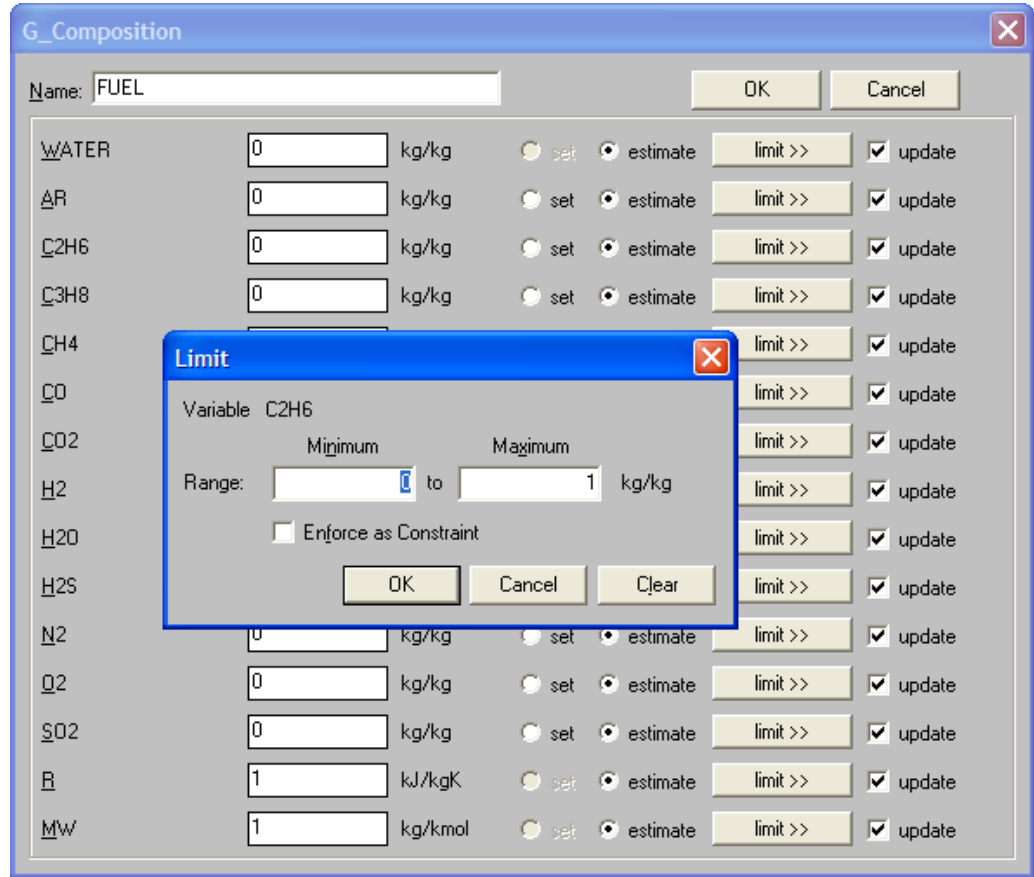 G_Composition
Name: FUEL OK Cancel
WATER 0 kg/kg set estimate limit >> update
AR 0 kg/kg set estimate limit >> update
C2H6 0 kg/kg set estimate limit >> update
C3H8 0 kg/kg set estimate limit >> update
CH4 limit >> update
CO limit >> update
CO2 limit >> update
H2 limit >> update
H2O limit >> update
H2S limit >> update
Limit
Variable C2H6
Minimum Maximum
Range: 0 to 1 kg/kg
Enforce as Constraint
OK Cancel Clear
N2 0 kg/kg set estimate limit >> update
O2 0 kg/kg set estimate limit >> update
SO2 0 kg/kg set estimate limit >> update
R 1 kJ/kgK set estimate limit >> update
MW 1 kg/kmol set estimate limit >> update